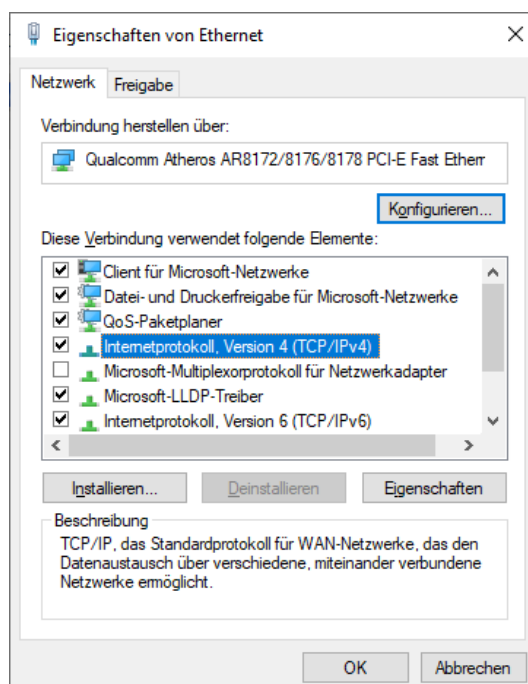 Eigenschaften von Ethernet
Netzwerk
Freigabe
Verbindung herstellen über:
Qualcomm Atheros AR8172/8176/8178 PCI-E Fast
Konfigurieren...
Diese Verbindung verwendet folgende Elemente:
Client für Microsoft-Netzwerke
Datei- und Druckerfreigabe für Microsoft-Netzwerke
QoS-Paketplaner
Internetprotokoll, Version 4 (TCP/IPv4)
Microsoft-Multiplexorprotokoll für Netzwerkadapter
Microsoft-LLDP-Treiber
Internetprotokoll, Version 6 (TCP/IPv6)
Installieren...
Deinstallieren
Eigenschaften
Beschreibung
TCP/IP, das Standardprotokoll für WAN-Netzwerke, das den
Datenaustausch über verschiedene, miteinander verbundene
Netzwerke ermöglicht.
OK
Abbrechen